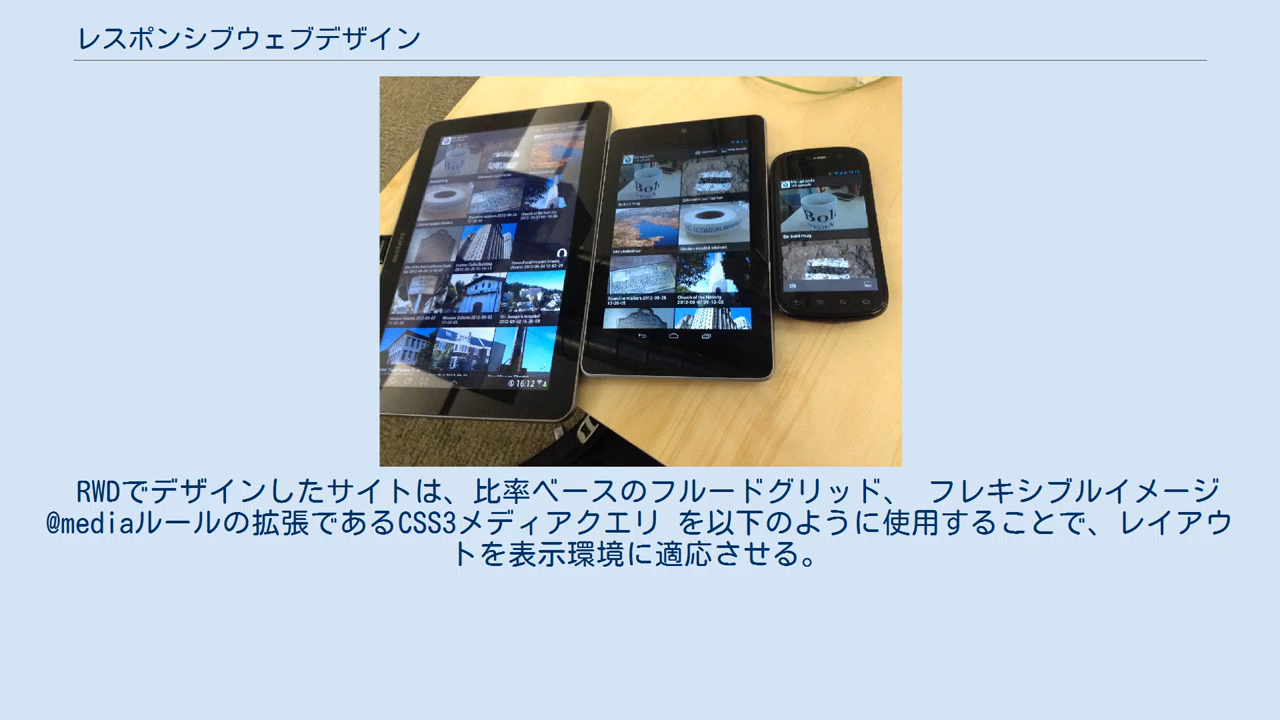 レスポンシブウェブデザイン
Bol
16:12
RWDでデザインしたサイトは、比率ベースのフルードグリッド、 フレキシブルイメージ
@mediaルールの拡張であるCSS3メディアクエリ を以下のように使用することで、レイアウ
トを表示環境に適応させる。